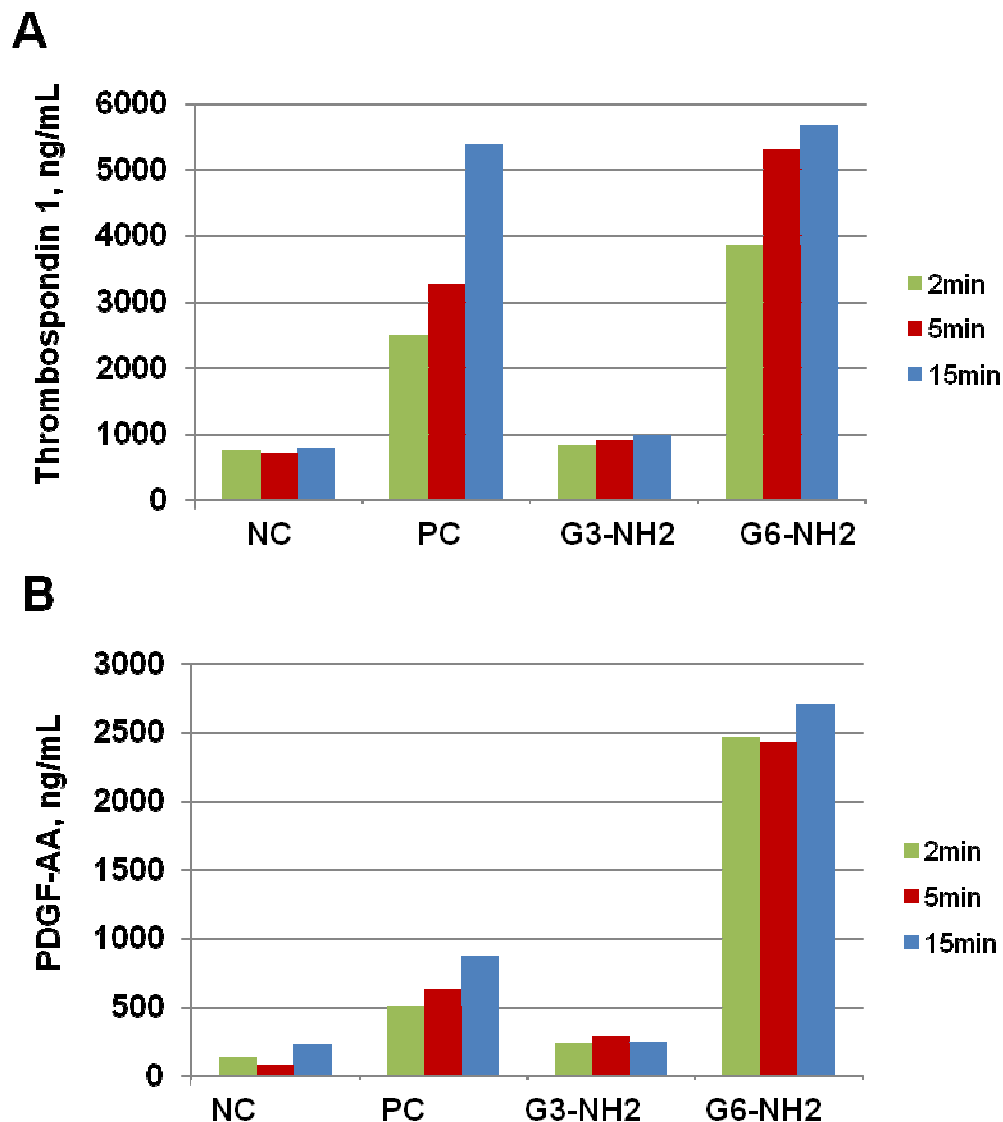 A
Thrombospondin 1, ng/mL
6000
5000
4000
3000
2000
1000
0
NC PC G3-NH2 G6-NH2
2min
5min
15min
B
PDGF-AA, ng/mL
3000
2500
2000
1500
1000
500
0
NC PC G3-NH2 G6-NH2
2min
5min
15min